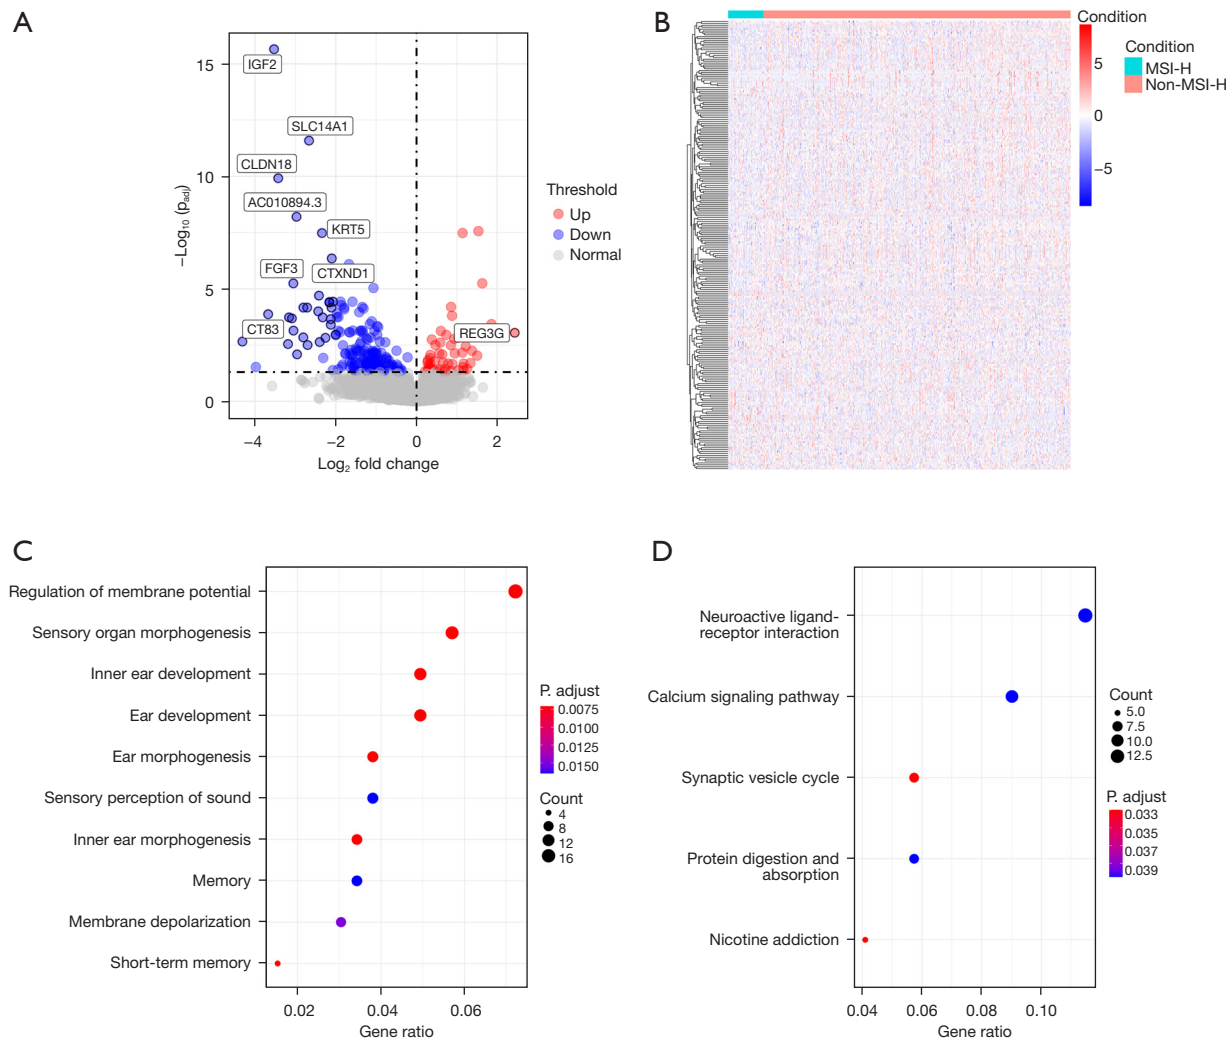 A
15
10
5
0
−Log₁₀ (pₐdⱼ)
IGF2
SLC14A1
CLDN18
AC010894.3
KRT5
FGF3
CTXND1
CT83
REG3G
−4
−2
0
2
Log₂ fold change
Threshold
Up
Down
Normal
B
Condition
5
0
−5
Condition
MSI-H
Non-MSI-H
C
Regulation of membrane potential
Sensory organ morphogenesis
Inner ear development
Ear development
Ear morphogenesis
Sensory perception of sound
Inner ear morphogenesis
Memory
Membrane depolarization
Short-term memory
0.02
0.04
0.06
Gene ratio
P. adjust
0.0075
0.0100
0.0125
0.0150
Count
4
8
12
16
D
Neuroactive ligand-
receptor interaction
Calcium signaling pathway
Synaptic vesicle cycle
Protein digestion and
absorption
Nicotine addiction
0.04
0.06
0.08
0.10
Gene ratio
Count
5.0
7.5
10.0
12.5
P. adjust
0.033
0.035
0.037
0.039